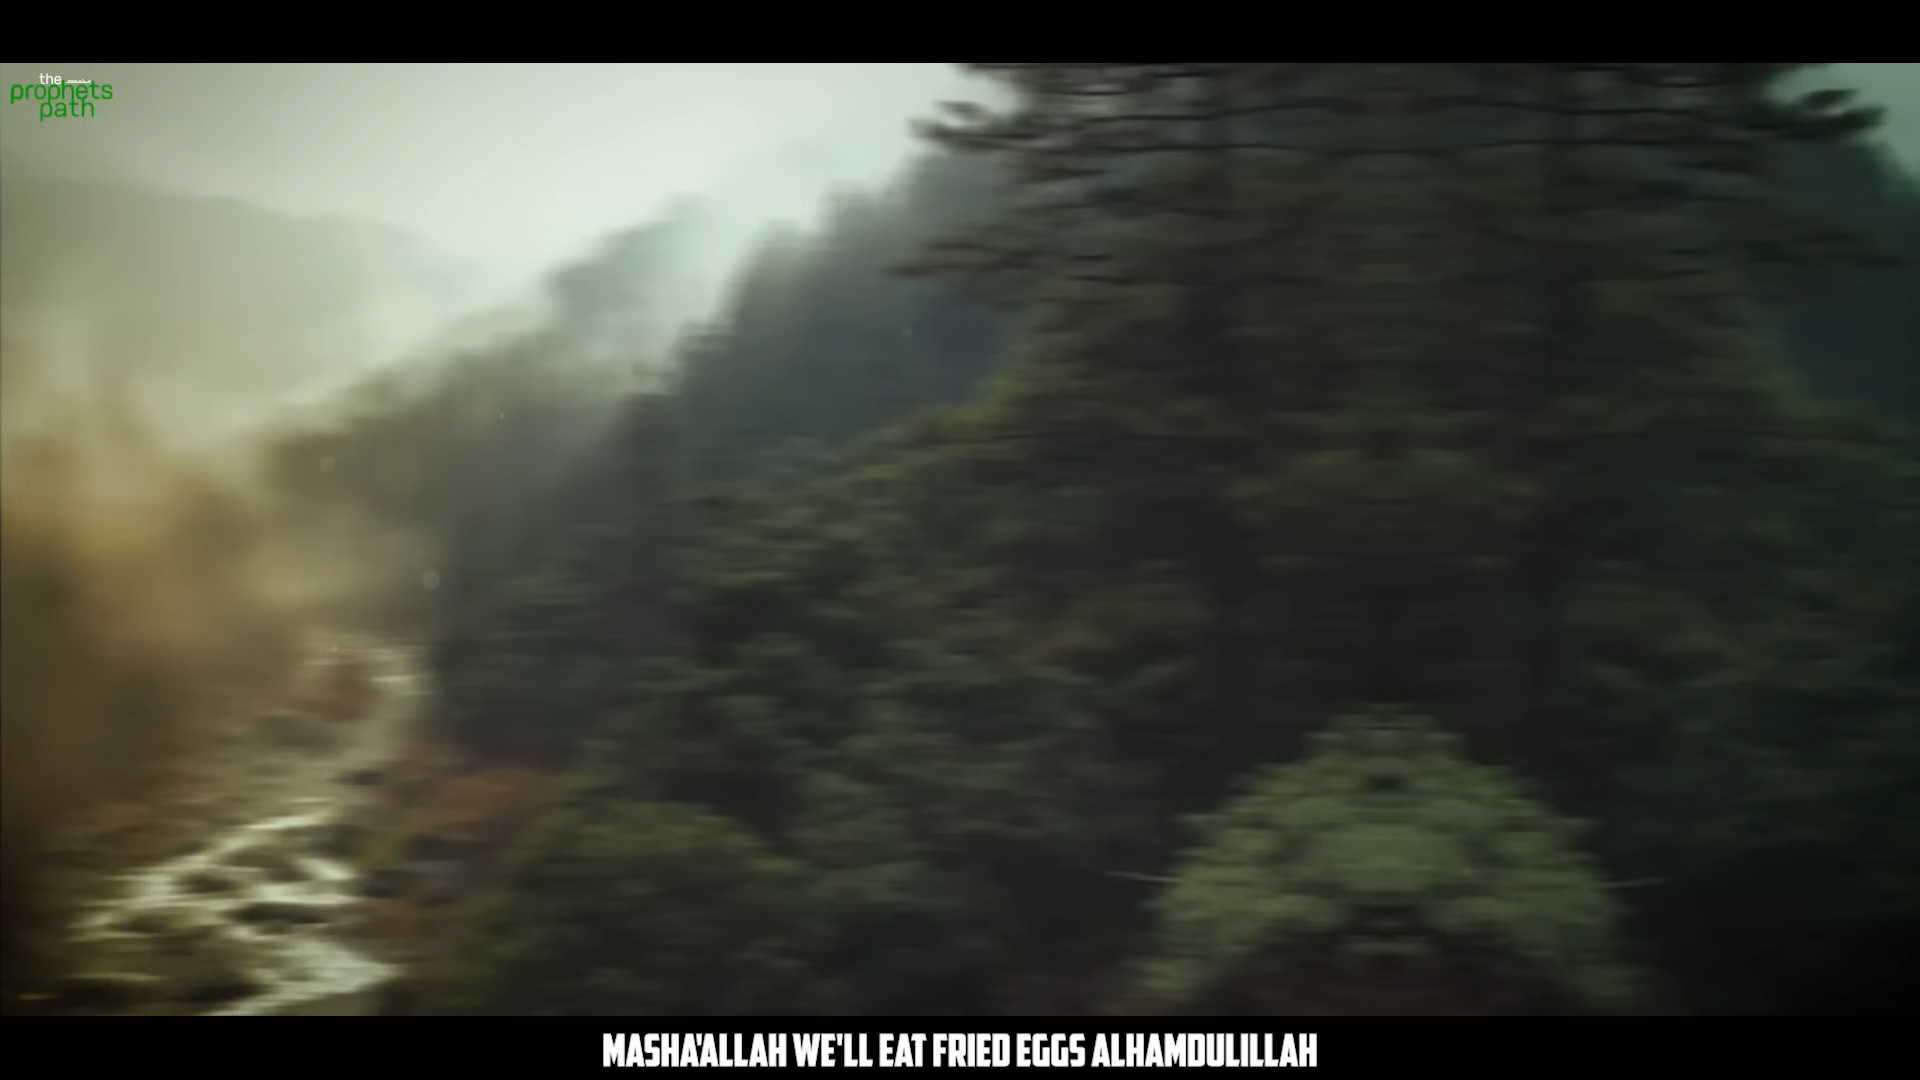 the
prophets
path
MASHA'ALLAH WE'LL EAT FRIED EGGS ALHAMDULILLAH